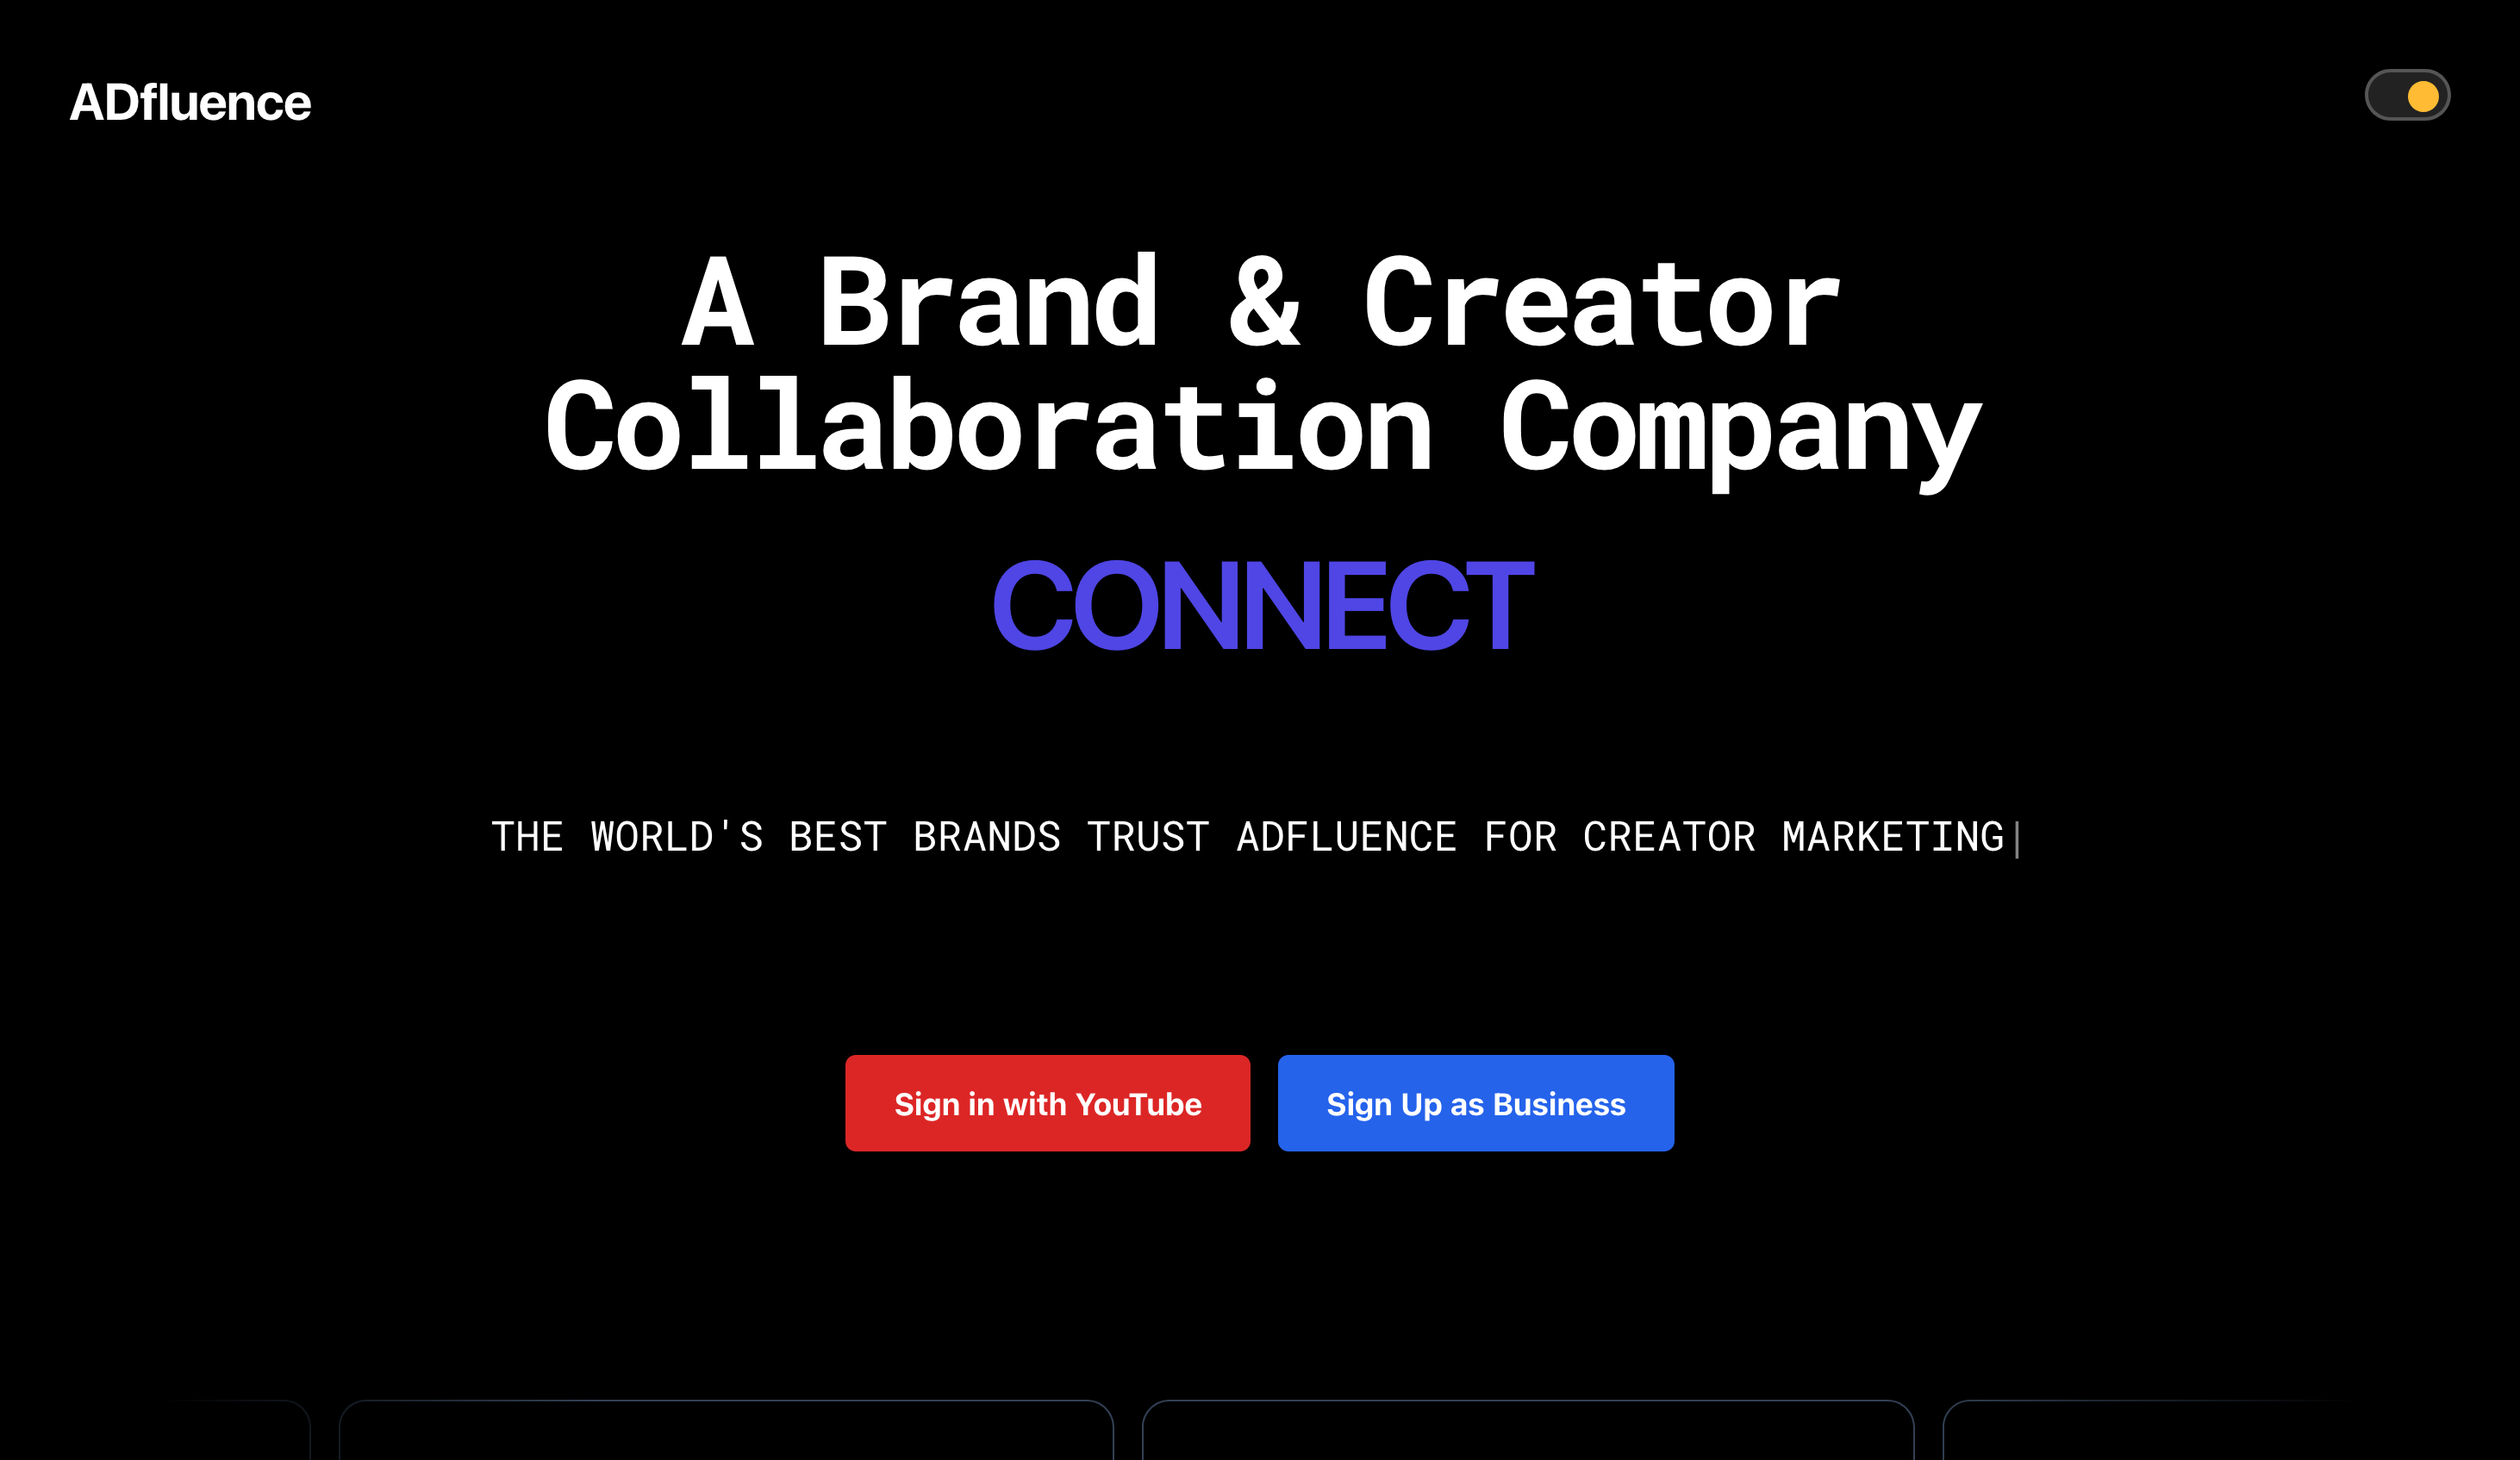 ADfluence
A Brand & Creator
Collaboration Company
CONNECT
THE WORLD'S BEST BRANDS TRUST ADFLUENCE FOR CREATOR MARKETING|
Sign in with YouTube
Sign Up as Business